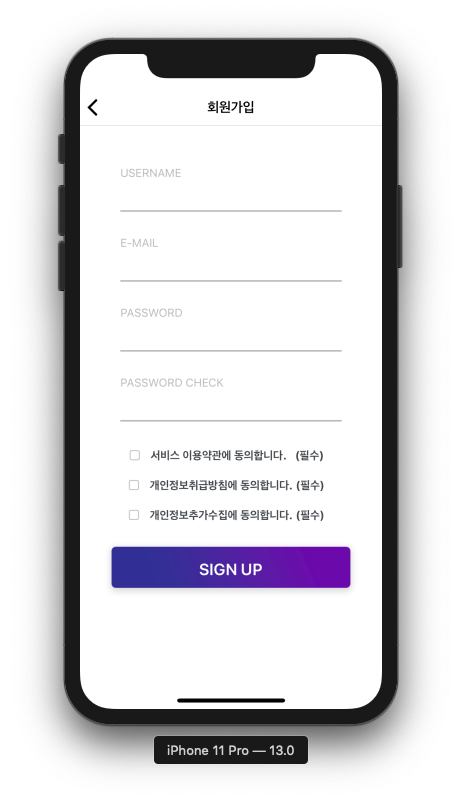 회원가입
USERNAME
E-MAIL
PASSWORD
PASSWORD CHECK
서비스 이용약관에 동의합니다. (필수)
개인정보취급방침에 동의합니다. (필수)
개인정보추가수집에 동의합니다. (필수)
SIGN UP
iPhone 11 Pro — 13.0